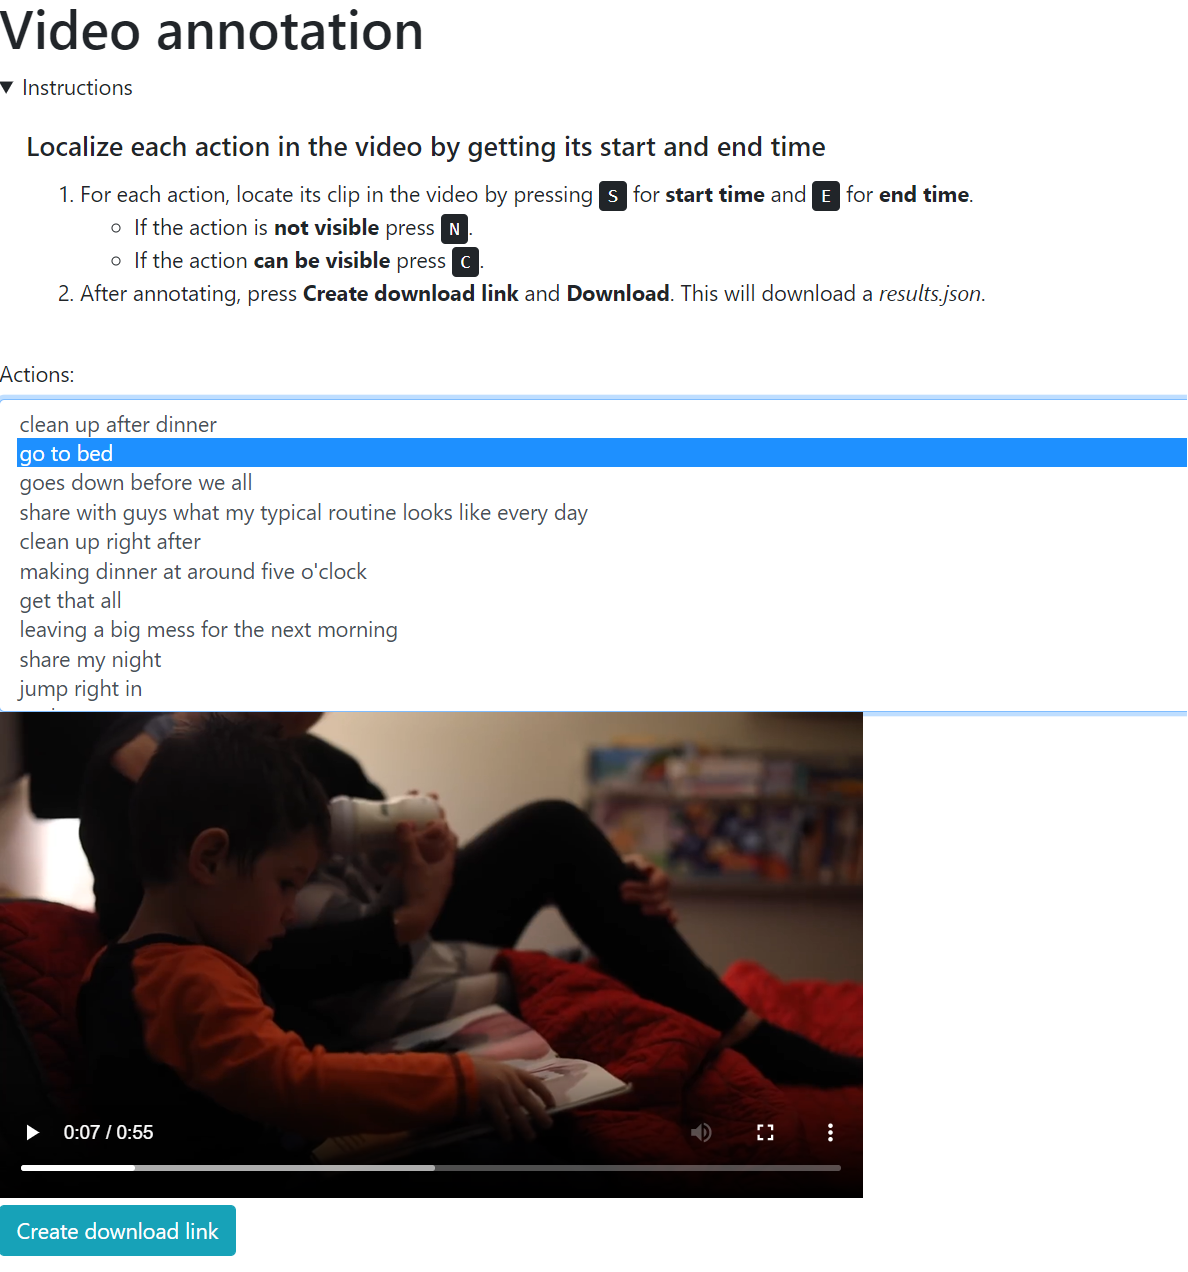 Video annotation
Instructions
Localize each action in the video by getting its start and end time
1. For each action, locate its clip in the video by pressing S for start time and E for end time.
If the action is not visible press N.
If the action can be visible press C.
2. After annotating, press Create download link and Download. This will download a results.json.
Actions:
clean up after dinner
go to bed
goes down before we all
share with guys what my typical routine looks like every day
clean up right after
making dinner at around five o'clock
get that all
leaving a big mess for the next morning
share my night
jump right in
0:07 / 0:55
Create download link